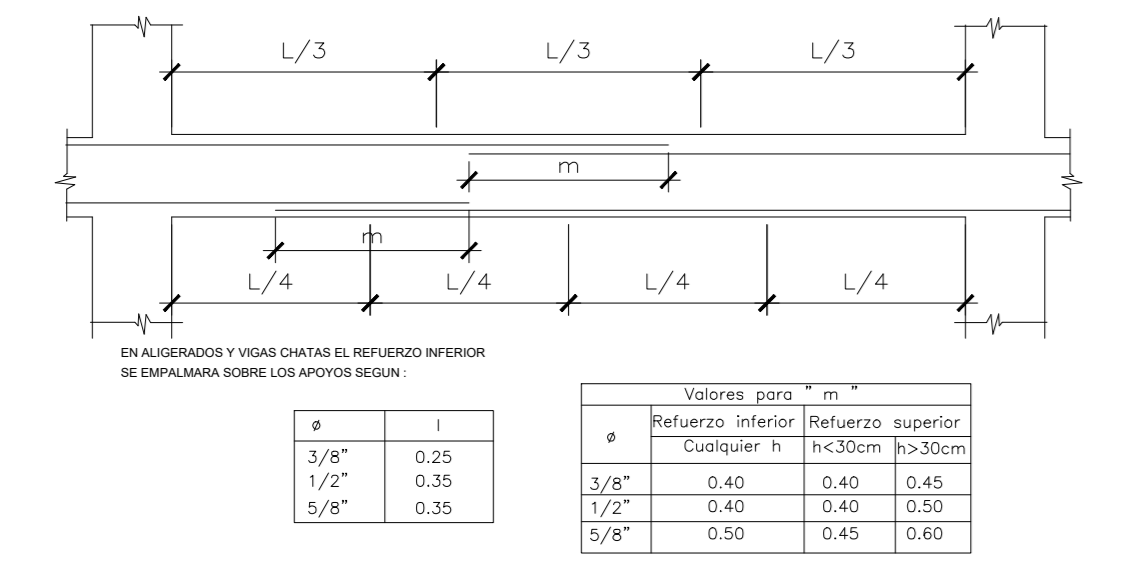 L/3 L/3 L/3
m
m
L/4 L/4 L/4 L/4
EN ALIGERADOS Y VIGAS CHATAS EL REFUERZO INFERIOR
SE EMPALMARA SOBRE LOS APOYOS SEGUN :
ø l
3/8" 0.25
1/2" 0.35
5/8" 0.35
Valores para " m "
ø Refuerzo inferior Refuerzo superior
Cualquier h h<30cm h>30cm
3/8" 0.40 0.40 0.45
1/2" 0.40 0.40 0.50
5/8" 0.50 0.45 0.60